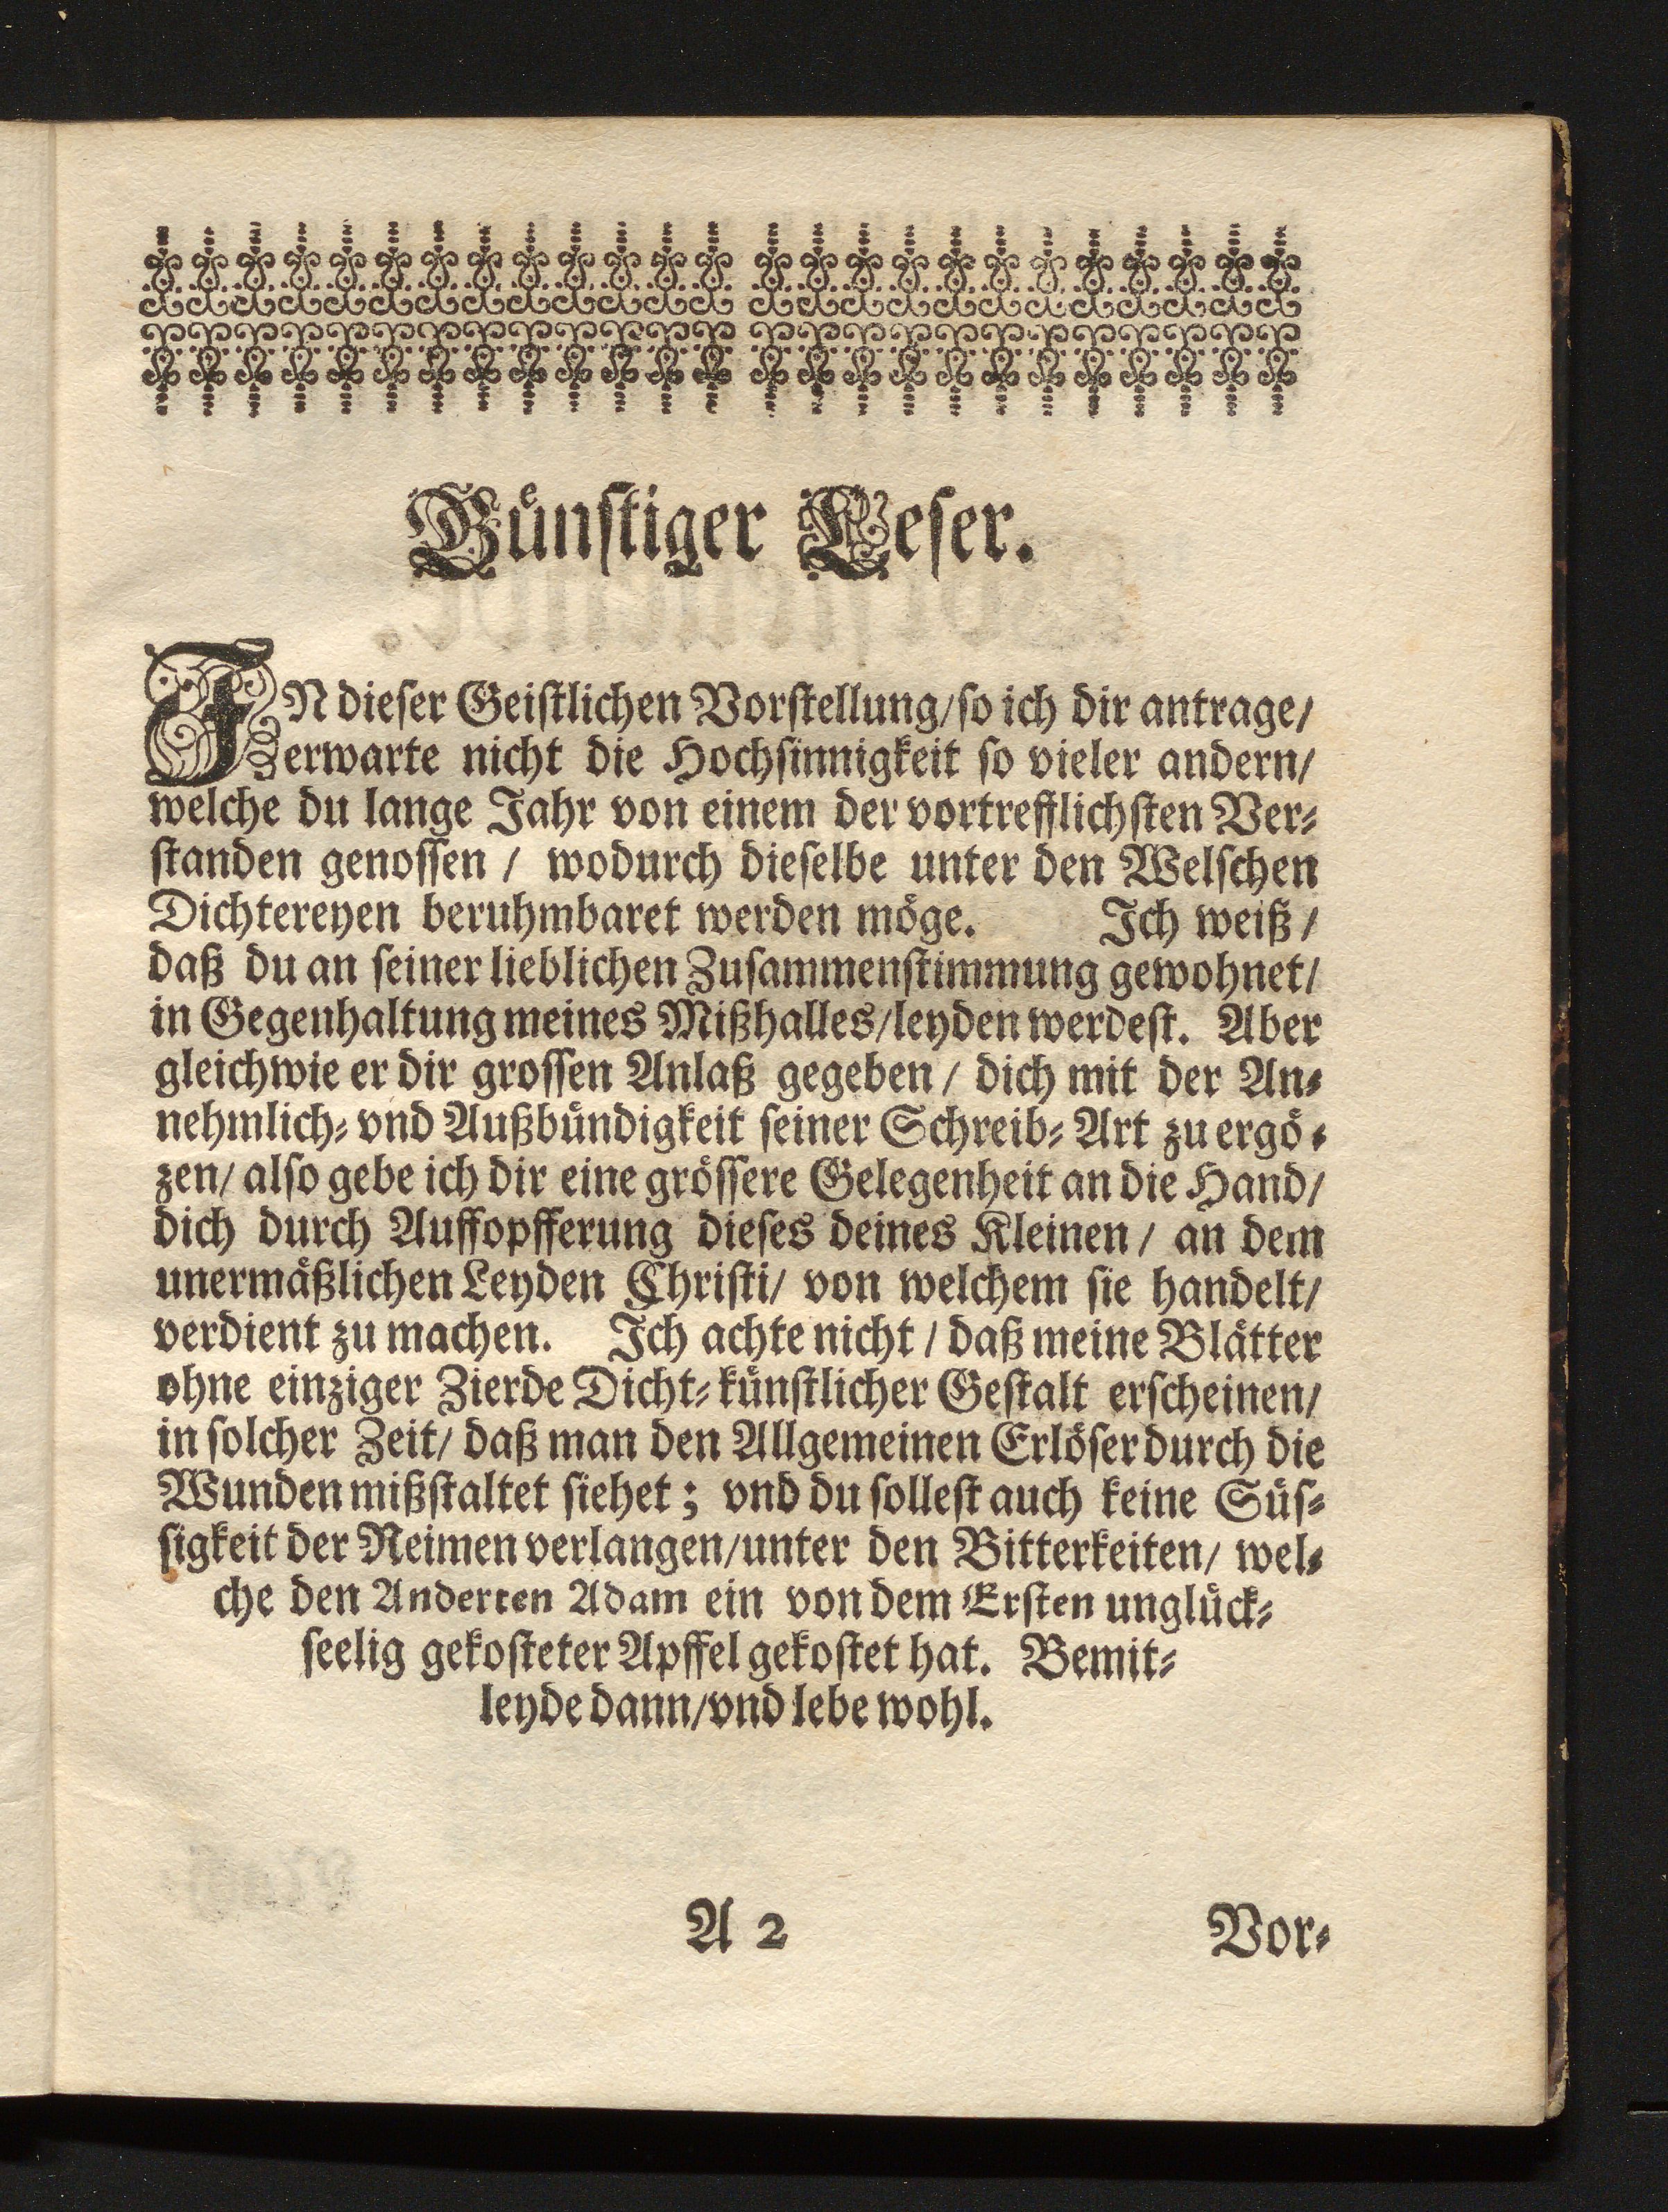 Günstiger Leser.
IN dieser Geistlichen Vorstellung/ so ich dir antrage/
erwarte nicht die Hochsinnigkeit so vieler andern/
welche du lange Jahr von einem der vortrefflichsten Ver-
standen genossen / wodurch dieselbe unter den Welschen
Dichtereyen beruhmbaret werden möge. Ich weiß /
daß du an seiner lieblichen Zusammenstimmung gewohnet/
in Gegenhaltung meines Mißhalles/leyden werdest. Aber
gleichwie er dir grossen Anlaß gegeben / dich mit der An-
nehmlich- vnd Außbündigkeit seiner Schreib-Art zu ergö-
zen/ also gebe ich dir eine grössere Gelegenheit an die Hand/
dich durch Auffopfferung dieses deines Kleinen / an dem
unermäßlichen Leyden Christi/ von welchem sie handelt/
verdient zu machen. Ich achte nicht / daß meine Blätter
ohne einziger Zierde Dicht-künstlicher Gestalt erscheinen/
in solcher Zeit/ daß man den Allgemeinen Erlöser durch die
Wunden mißstaltet siehet; vnd du sollest auch keine Süs-
sigkeit der Reimen verlangen/unter den Bitterkeiten/ wel-
che den Anderten Adam ein von dem Ersten unglück-
seelig gekosteter Apffel gekostet hat. Bemit-
leyde dann/vnd lebe wohl.
A 2 Vor-